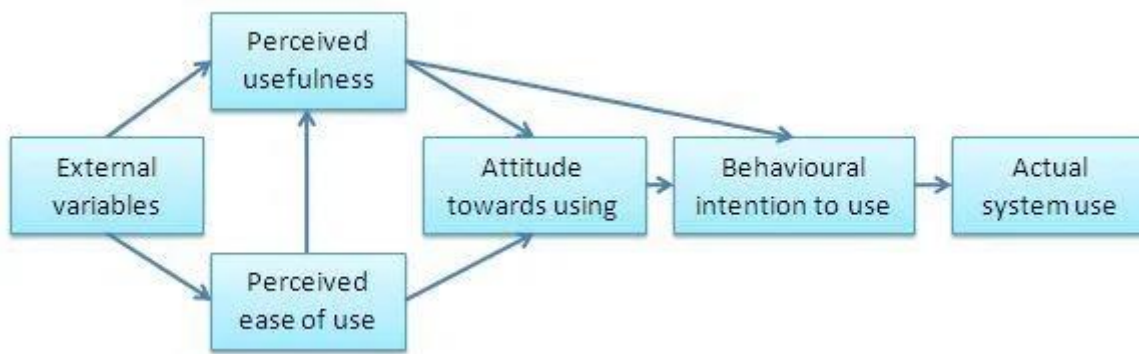 Perceived
usefulness
External
variables
Attitude
towards using
Behavioural
intention to use
Actual
system use
Perceived
ease of use